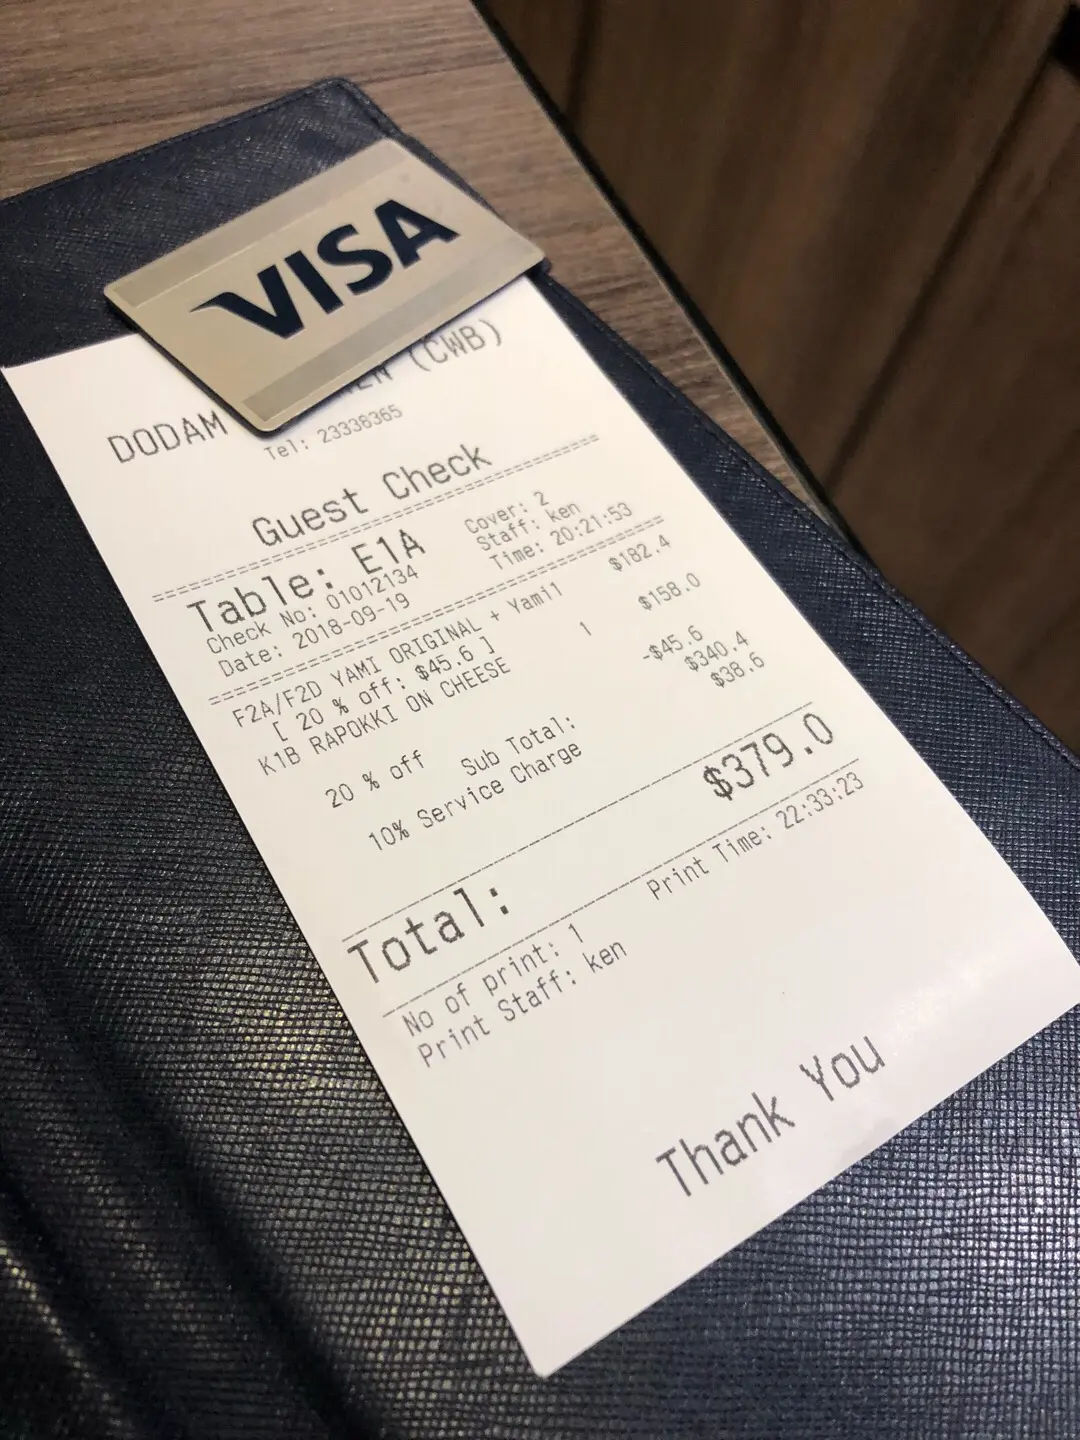 VISA
DODAM (CWB)
Tel: 23338365
Guest Check
Table: E1A
Cover: 2
Check No: 01012134
Staff: ken
Date: 2018-09-19
Time: 20:21:53
F2A/F2D YAMI ORIGINAL + Yami1 $182.4
[ 20 % off: $45.6 ]
K1B RAPOKKI ON CHEESE 1 $158.0
20 % off -$45.6
Sub Total: $340.4
10% Service Charge $38.6
Total: $379.0
No of print: 1
Print Time: 22:33:23
Print Staff: ken
Thank You